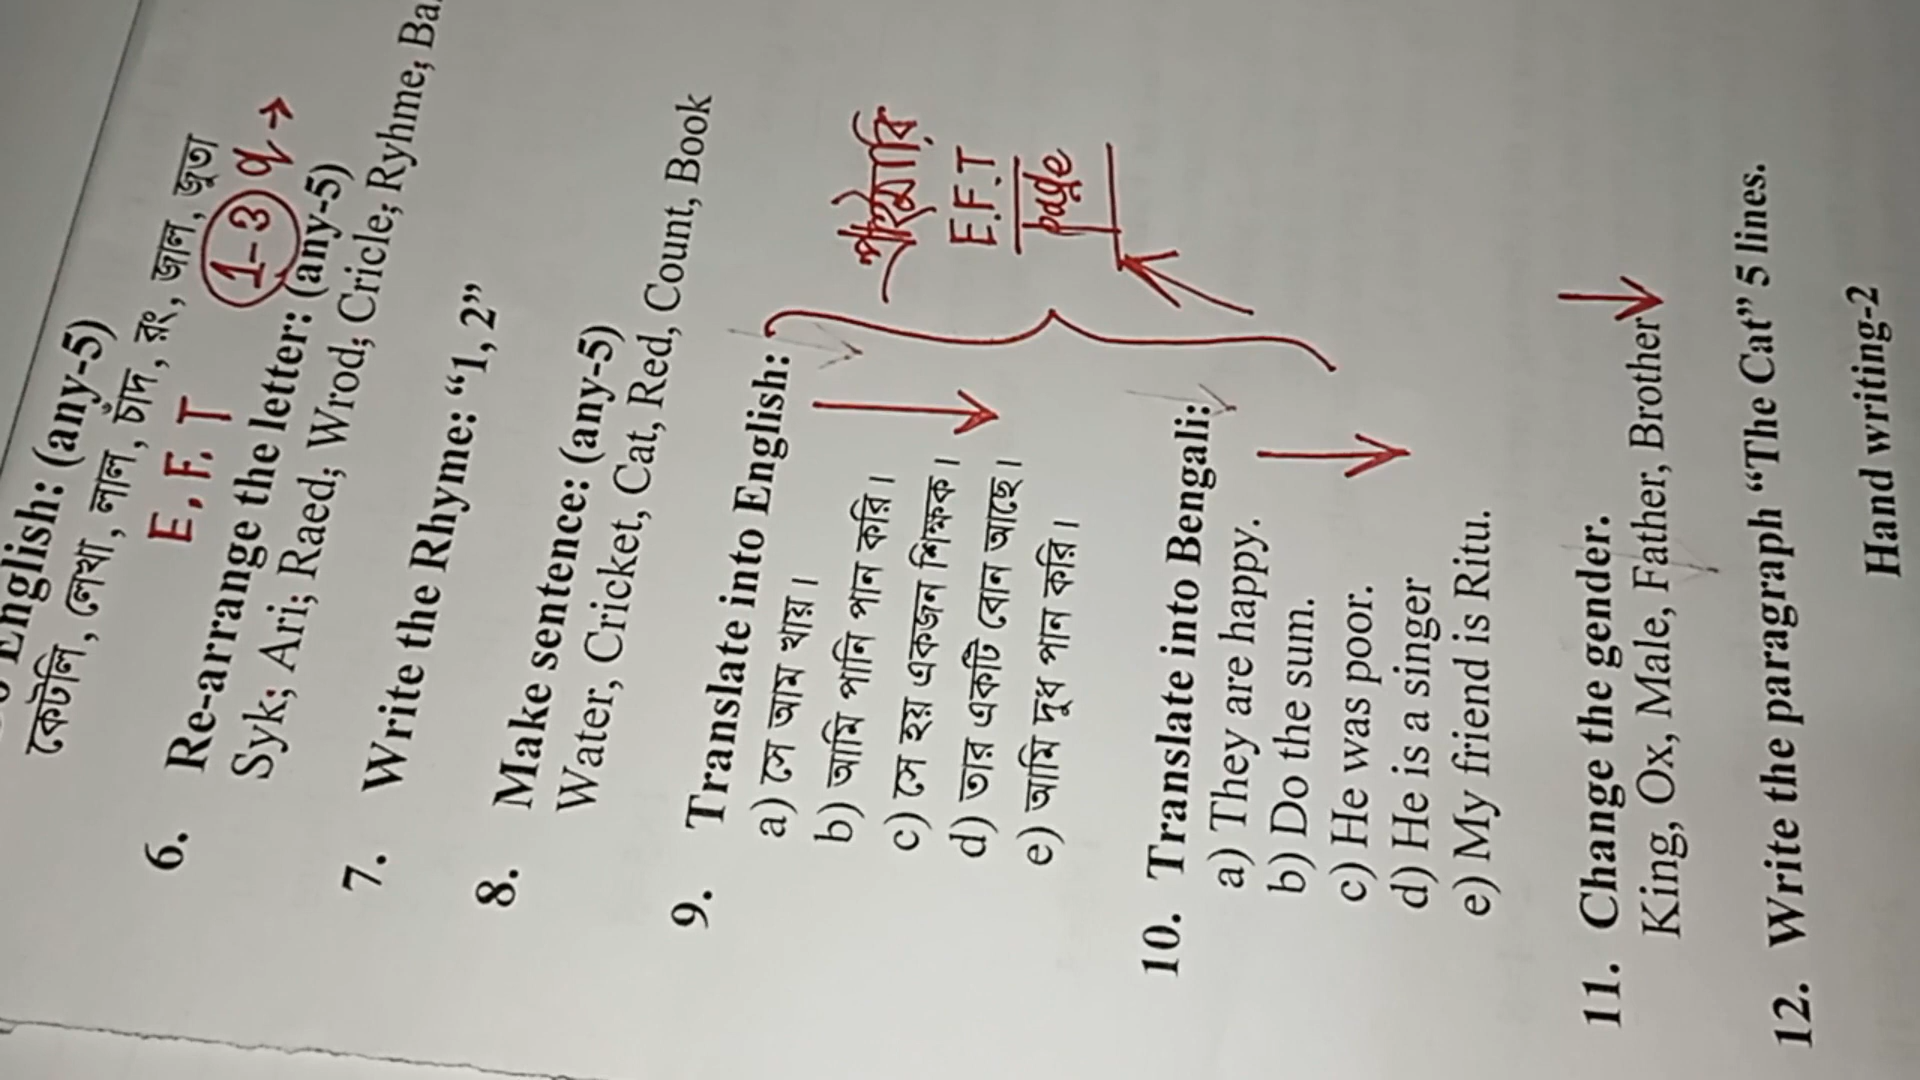 English: (any-5)
কেটলি, লেখা, লাল, চাঁদ, রং, জাল, জুতা
E. F. T 1-3 →
6. Re-arrange the letter: (any-5)
Syk; Ari; Raed; Wrod; Cricle; Ryhme; Ba
7. Write the Rhyme: “1, 2”
8. Make sentence: (any-5)
Water, Cricket, Cat, Red, Count, Book
9. Translate into English:
a) সে আম খায়।
b) আমি পানি পান করি।
c) সে হয় একজন শিক্ষক।
d) তার একটি বোন আছে।
e) আমি দুধ পান করি।
E.F.T
page
10. Translate into Bengali:
a) They are happy.
b) Do the sum.
c) He was poor.
d) He is a singer
e) My friend is Ritu.
11. Change the gender.
King, Ox, Male, Father, Brother
12. Write the paragraph “The Cat” 5 lines.
Hand writing-2